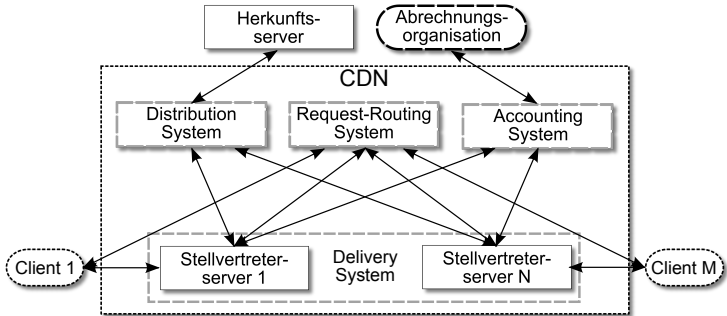 Herkunfts-
server
Abrechnungs-
organisation
CDN
Distribution
System
Request-Routing
System
Accounting
System
Client 1
Stellvertreter-
server 1
Delivery
System
Stellvertreter-
server N
Client M